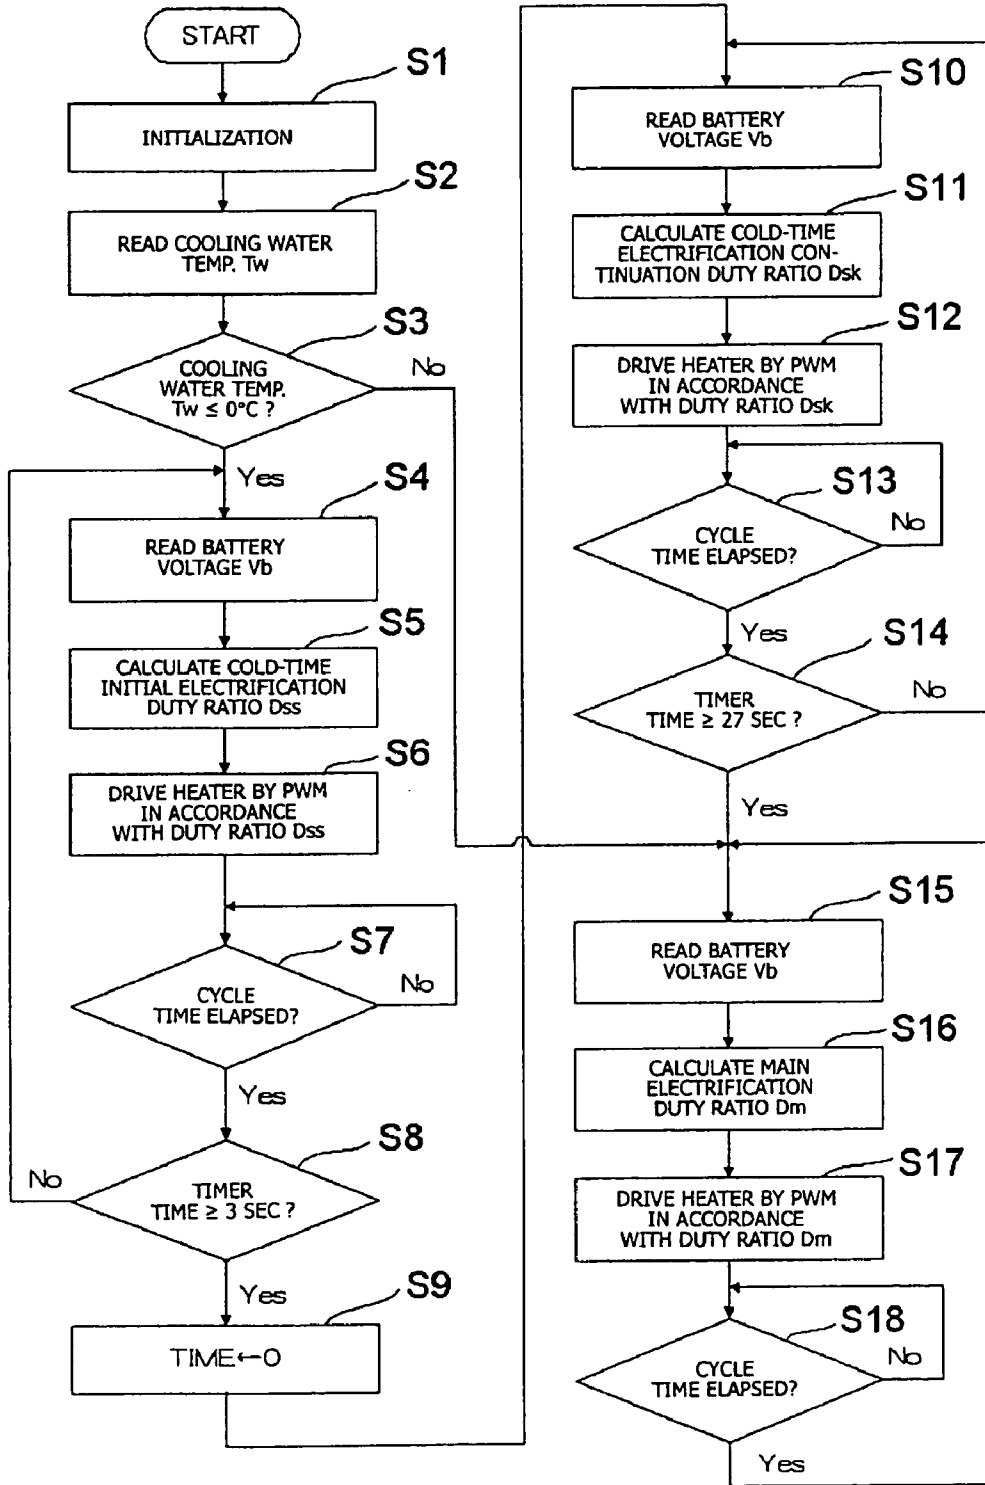 START
S1
INITIALIZATION
S2
READ COOLING WATER
TEMP. Tw
S3
COOLING
WATER TEMP.
Tw ≤ 0°C ?
No
Yes
S4
READ BATTERY
VOLTAGE Vb
S5
CALCULATE COLD-TIME
INITIAL ELECTRIFICATION
DUTY RATIO Dss
S6
DRIVE HEATER BY PWM
IN ACCORDANCE
WITH DUTY RATIO Dss
S7
CYCLE
TIME ELAPSED?
No
Yes
S8
TIMER
TIME ≥ 3 SEC ?
No
Yes
S9
TIME←0
S10
READ BATTERY
VOLTAGE Vb
S11
CALCULATE COLD-TIME
ELECTRIFICATION CON-
TINUATION DUTY RATIO Dsk
S12
DRIVE HEATER BY PWM
IN ACCORDANCE
WITH DUTY RATIO Dsk
S13
CYCLE
TIME ELAPSED?
No
Yes
S14
TIMER
TIME ≥ 27 SEC ?
No
Yes
S15
READ BATTERY
VOLTAGE Vb
S16
CALCULATE MAIN
ELECTRIFICATION
DUTY RATIO Dm
S17
DRIVE HEATER BY PWM
IN ACCORDANCE
WITH DUTY RATIO Dm
S18
CYCLE
TIME ELAPSED?
No
Yes